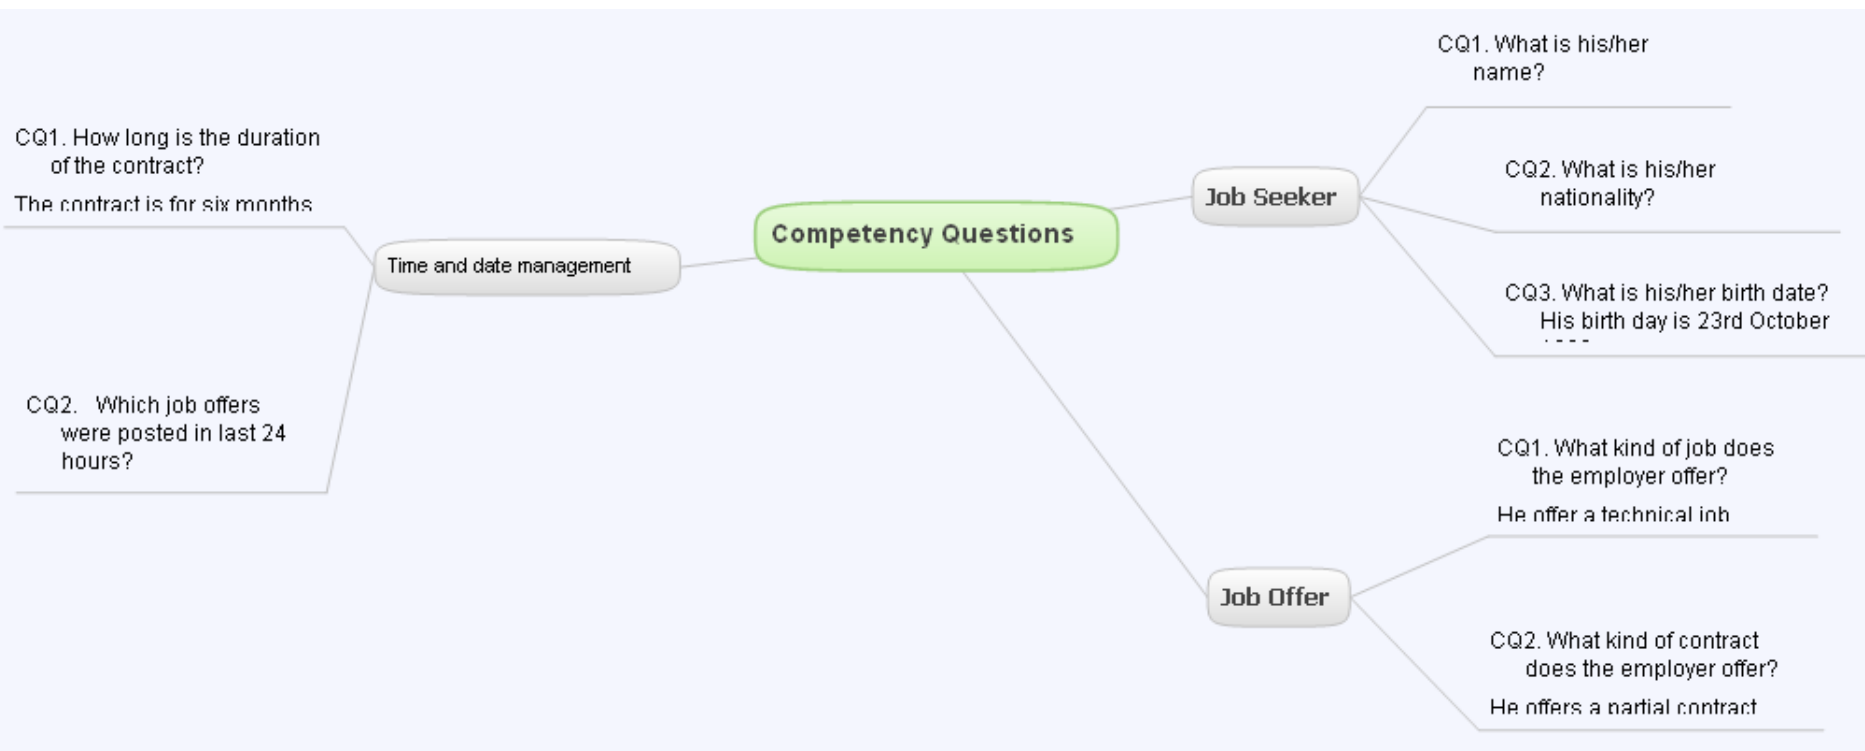 CQ1. What is his/her
name?
CQ1. How long is the duration
of the contract?
The contract is for six months
CQ2. What is his/her
nationality?
Job Seeker
Competency Questions
Time and date management
CQ3. What is his/her birth date?
His birth day is 23rd October
CQ2. Which job offers
were posted in last 24
hours?
CQ1. What kind of job does
the employer offer?
He offer a technical job
Job Offer
CQ2. What kind of contract
does the employer offer?
He offers a partial contract